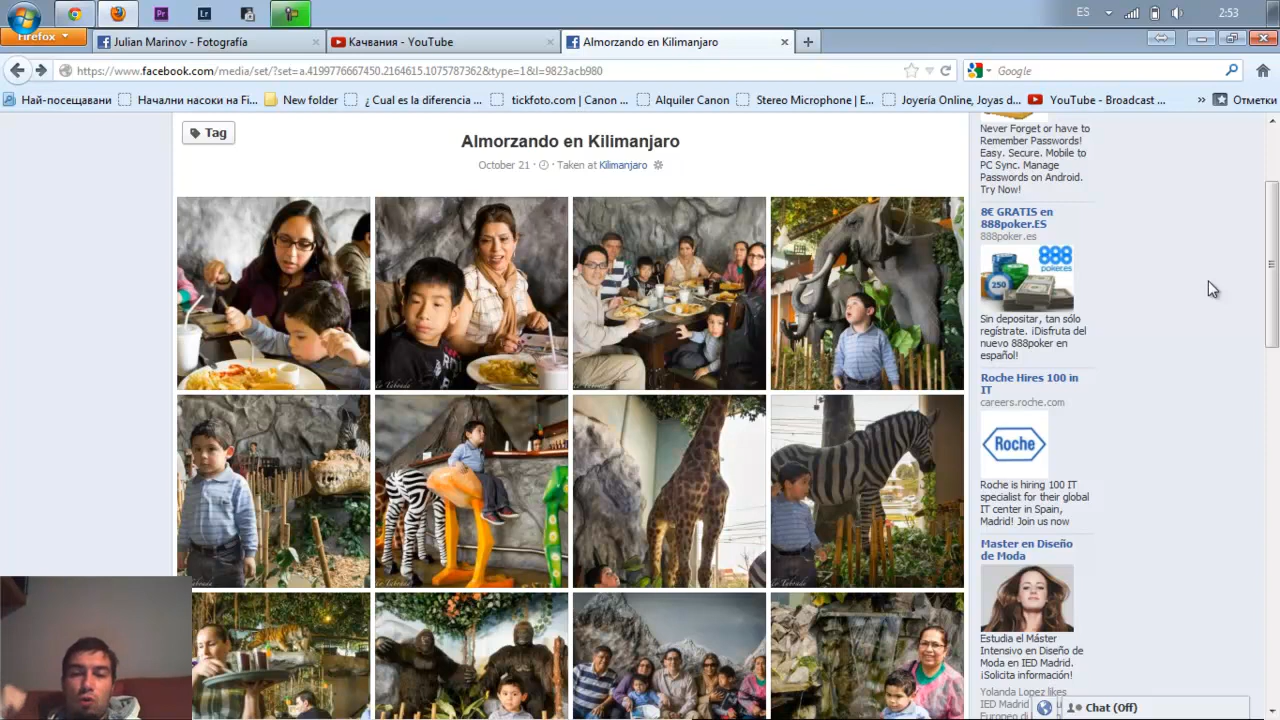 ES
2:53
Firefox
Julian Marinov - Fotografía
Качвания - YouTube
Almorzando en Kilimanjaro
https://www.facebook.com/media/set/?set=a.4199776667450.2164615.1075787362&type=1&l=9823acb980
Google
Най-посещавани
Начални насоки на Fi...
New folder
¿ Cual es la diferencia ...
tickfoto.com | Canon ...
Alquiler Canon
Stereo Microphone | E...
Joyería Online, Joyas d...
YouTube - Broadcast ...
Отметки
Tag
Almorzando en Kilimanjaro
October 21 · Taken at Kilimanjaro
Never Forget or have to
Remember Passwords!
Easy. Secure. Mobile to
PC Sync. Manage
Passwords on Android.
Try Now!
8€ GRATIS en
888poker.ES
888poker.es
888
poker.es
250
Sin depositar, tan sólo
regístrate. ¡Disfruta del
nuevo 888poker en
español!
Roche Hires 100 in
IT
careers.roche.com
Roche
Roche is hiring 100 IT
specialist for their global
IT center in Spain,
Madrid! Join us now
Master en Diseño
de Moda
Estudia el Máster
Intensivo en Diseño de
Moda en IED Madrid.
¡Solicita información!
Yolanda Lopez likes
IED Madrid
Europeo di
Chat (Off)